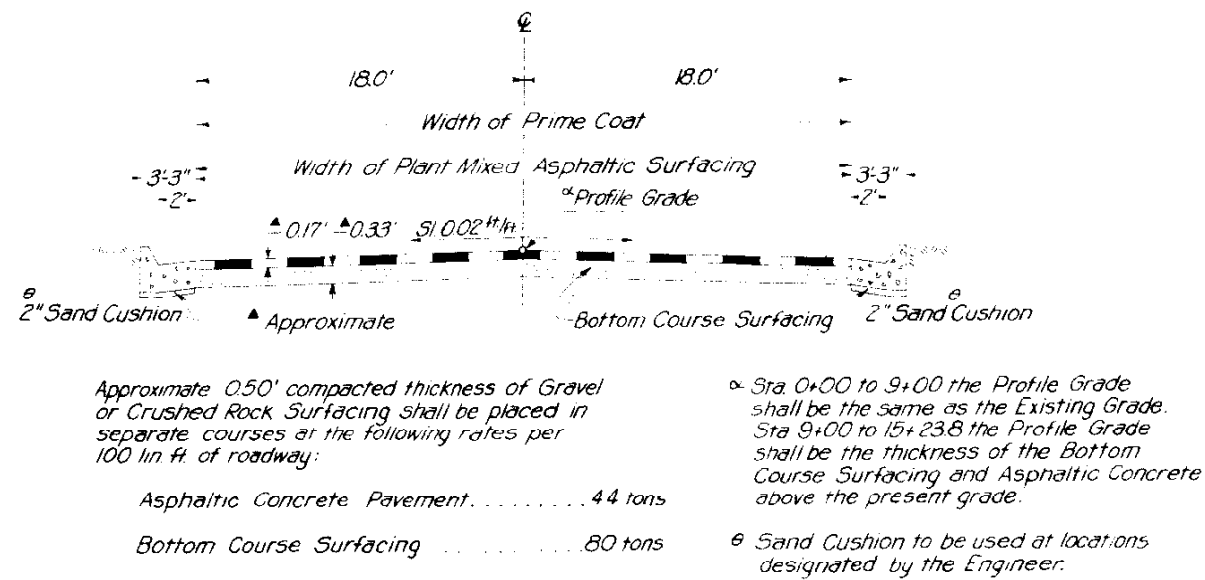 ℄
18.0' 18.0'
Width of Prime Coat
Width of Plant Mixed Asphaltic Surfacing
3'-3" 3'-3"
2' 2'
∝ Profile Grade
▲ 0.17' ▲ 0.33' Sl. 0.02 ft/ft.
θ θ
2" Sand Cushion ▲ Approximate Bottom Course Surfacing 2" Sand Cushion
Approximate 0.50' compacted thickness of Gravel
or Crushed Rock Surfacing shall be placed in
separate courses at the following rates per
100 lin. ft. of roadway:
Asphaltic Concrete Pavement.........44 tons
Bottom Course Surfacing ...........80 tons
∝ Sta. 0+00 to 9+00 the Profile Grade
shall be the same as the Existing Grade.
Sta 9+00 to 15+23.8 the Profile Grade
shall be the thickness of the Bottom
Course Surfacing and Asphaltic Concrete
above the present grade.
θ Sand Cushion to be used at locations
designated by the Engineer.